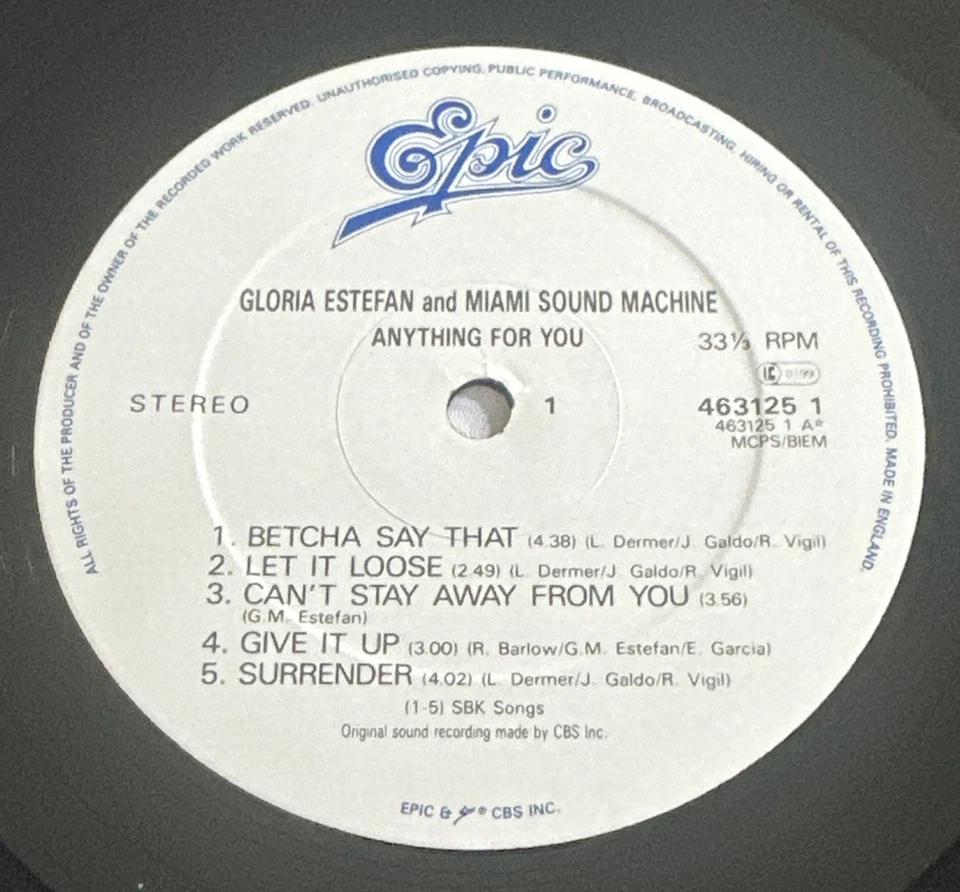 ALL RIGHTS OF THE PRODUCER AND OF THE OWNER OF THE RECORDED WORK RESERVED. UNAUTHORISED COPYING, PUBLIC PERFORMANCE, BROADCASTING, HIRING OR RENTAL OF THIS RECORDING PROHIBITED. MADE IN ENGLAND.
Epic
GLORIA ESTEFAN and MIAMI SOUND MACHINE
ANYTHING FOR YOU
33⅓ RPM
STEREO
1
463125 1
463125 1 A*
MCPS/BIEM
1. BETCHA SAY THAT (4.38) (L. Dermer/J. Galdo/R. Vigil)
2. LET IT LOOSE (2.49) (L. Dermer/J. Galdo/R. Vigil)
3. CAN'T STAY AWAY FROM YOU (3.56)
(G.M. Estefan)
4. GIVE IT UP (3.00) (R. Barlow/G.M. Estefan/E. Garcia)
5. SURRENDER (4.02) (L. Dermer/J. Galdo/R. Vigil)
(1-5) SBK Songs
Original sound recording made by CBS Inc.
EPIC & ® CBS INC.